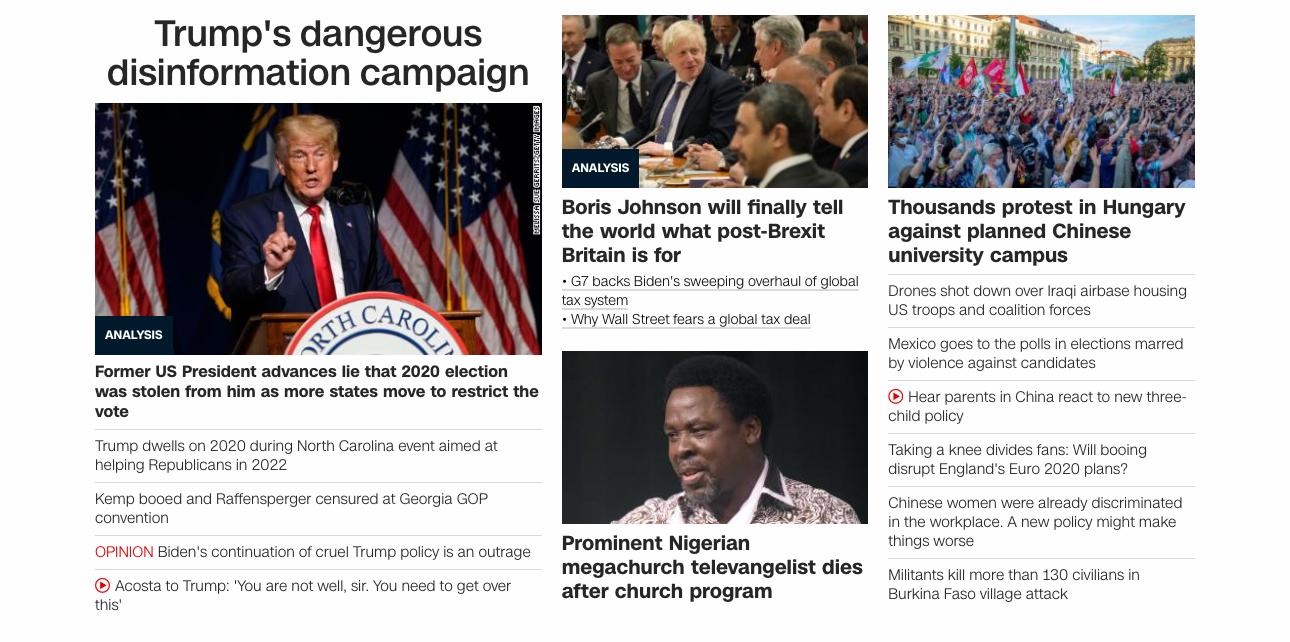 Trump's dangerous
disinformation campaign
MELISSA SUE GERRITS/GETTY IMAGES
ANALYSIS
NORTH CAROLIN
Former US President advances lie that 2020 election
was stolen from him as more states move to restrict the
vote
Trump dwells on 2020 during North Carolina event aimed at
helping Republicans in 2022
Kemp booed and Raffensperger censured at Georgia GOP
convention
OPINION Biden's continuation of cruel Trump policy is an outrage
Acosta to Trump: 'You are not well, sir. You need to get over
this'
ANALYSIS
Boris Johnson will finally tell
the world what post-Brexit
Britain is for
• G7 backs Biden's sweeping overhaul of global
tax system
• Why Wall Street fears a global tax deal
Prominent Nigerian
megachurch televangelist dies
after church program
Thousands protest in Hungary
against planned Chinese
university campus
Drones shot down over Iraqi airbase housing
US troops and coalition forces
Mexico goes to the polls in elections marred
by violence against candidates
Hear parents in China react to new three-
child policy
Taking a knee divides fans: Will booing
disrupt England's Euro 2020 plans?
Chinese women were already discriminated
in the workplace. A new policy might make
things worse
Militants kill more than 130 civilians in
Burkina Faso village attack